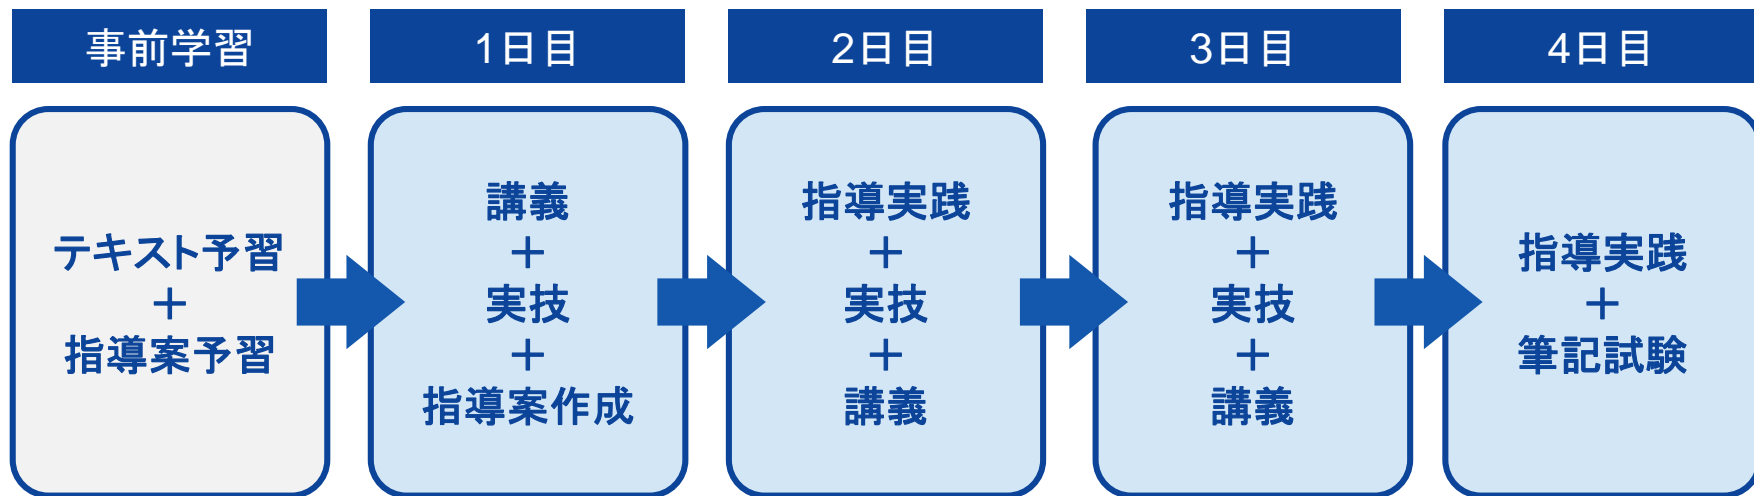 事前学習
テキスト予習
＋
指導案予習
1日目
講義
＋
実技
＋
指導案作成
2日目
指導実践
＋
実技
＋
講義
3日目
指導実践
＋
実技
＋
講義
4日目
指導実践
＋
筆記試験